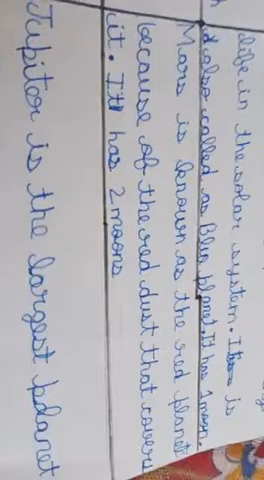 life in the solar system. It is
also called as Blue planet. It has 1 moon.
Mars is known as the red planet
because of the red dust that covers
it. It has 2 moons
Jupitor is the largest planet